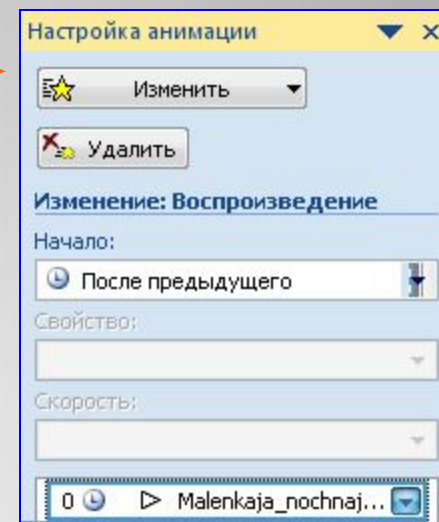 Настройка анимации
Изменить
Удалить
Изменение: Воспроизведение
Начало:
После предыдущего
Свойство:
Скорость:
0 Malenkaja_nochnaj...